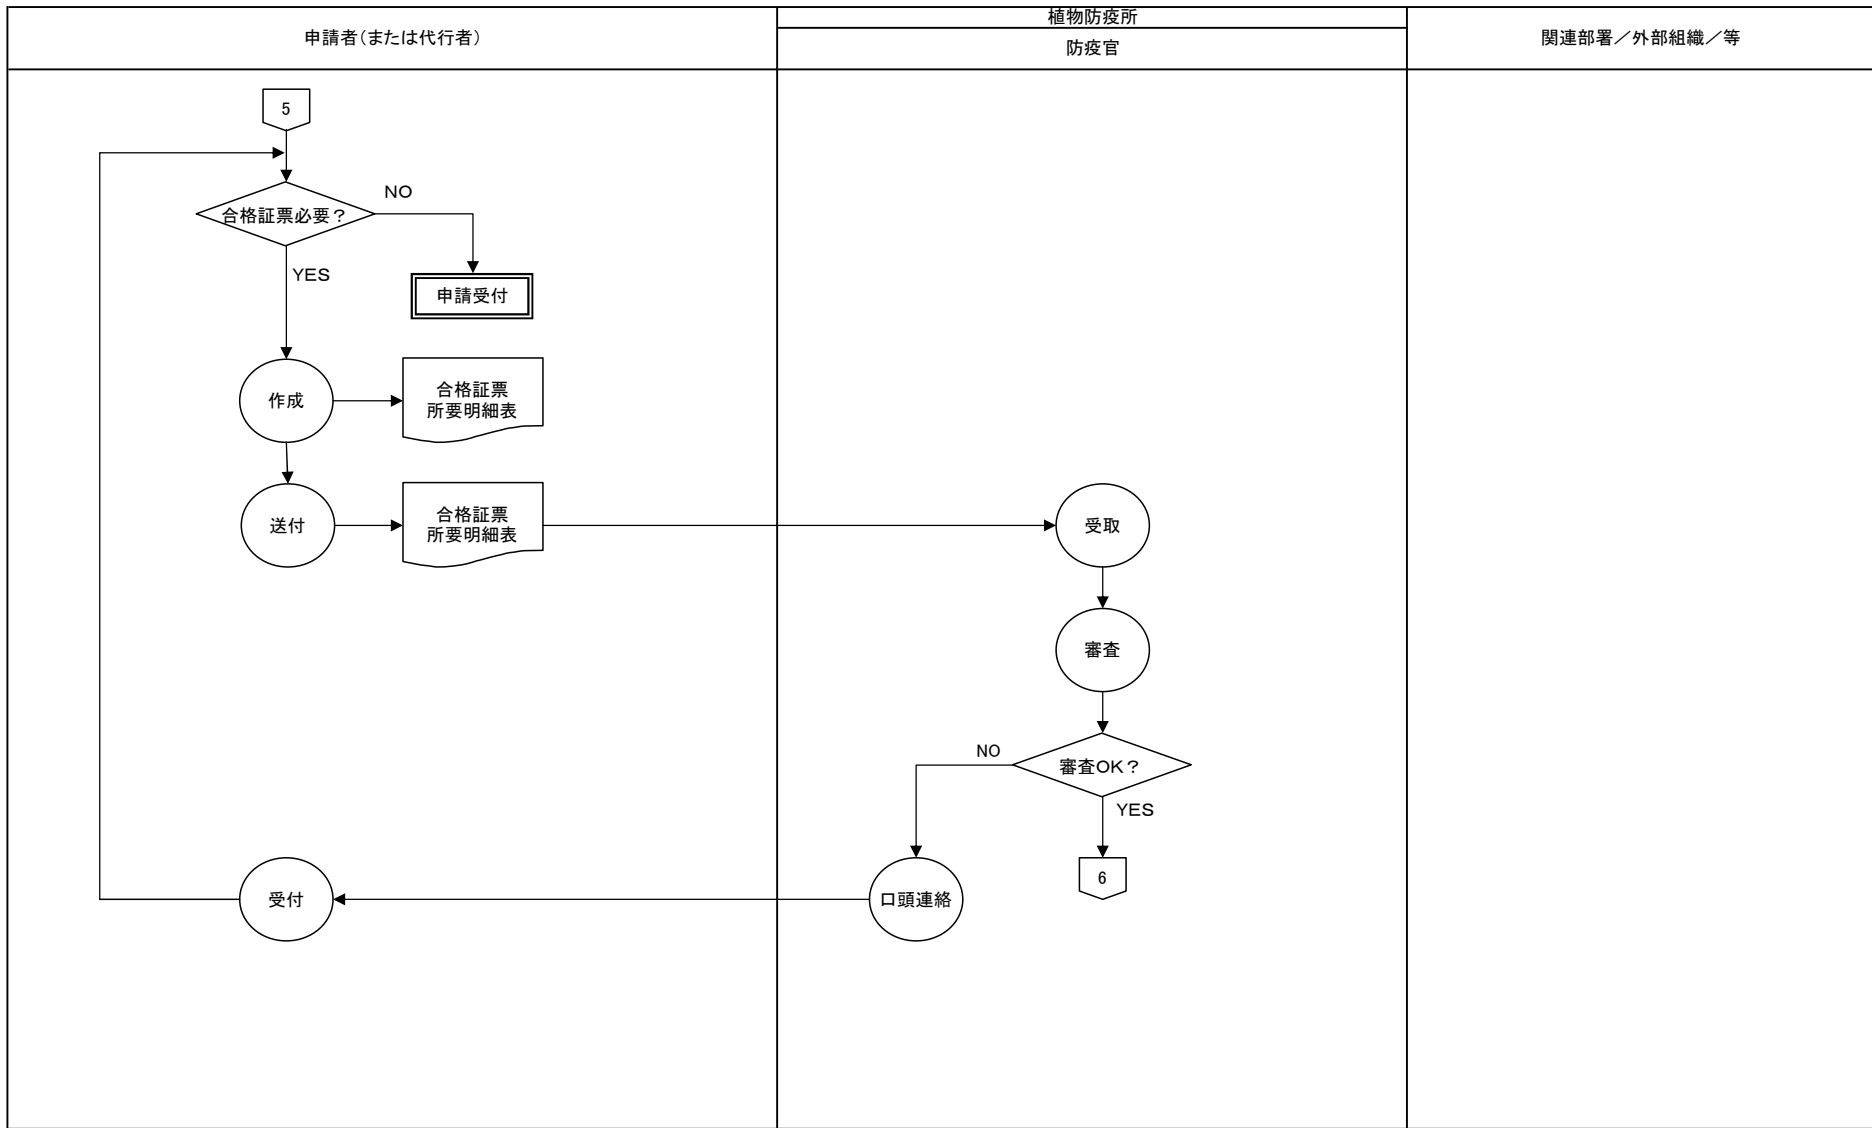 申請者（または代行者）
植物防疫所
防疫官
関連部署／外部組織／等
5
合格証票必要？
NO
YES
申請受付
作成
合格証票
所要明細表
送付
合格証票
所要明細表
受取
審査
審査OK？
NO
YES
6
口頭連絡
受付